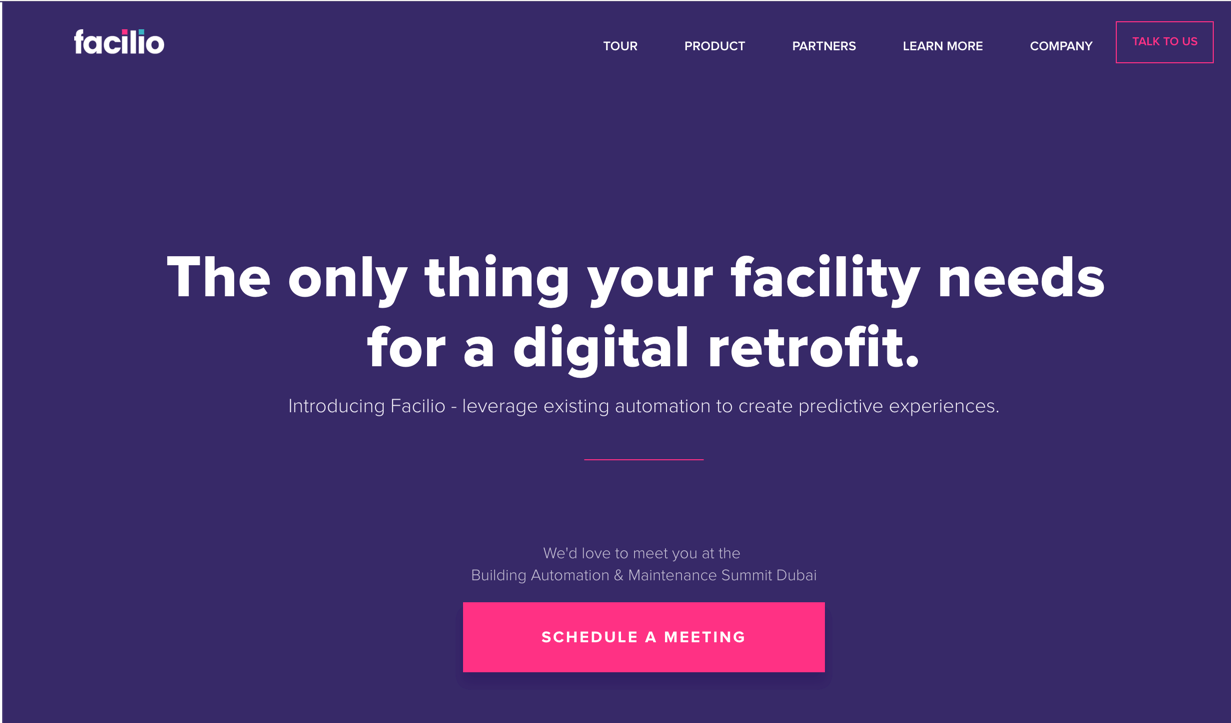 facilio
TOUR
PRODUCT
PARTNERS
LEARN MORE
COMPANY
TALK TO US
The only thing your facility needs
for a digital retrofit.
Introducing Facilio - leverage existing automation to create predictive experiences.
We'd love to meet you at the
Building Automation & Maintenance Summit Dubai
SCHEDULE A MEETING